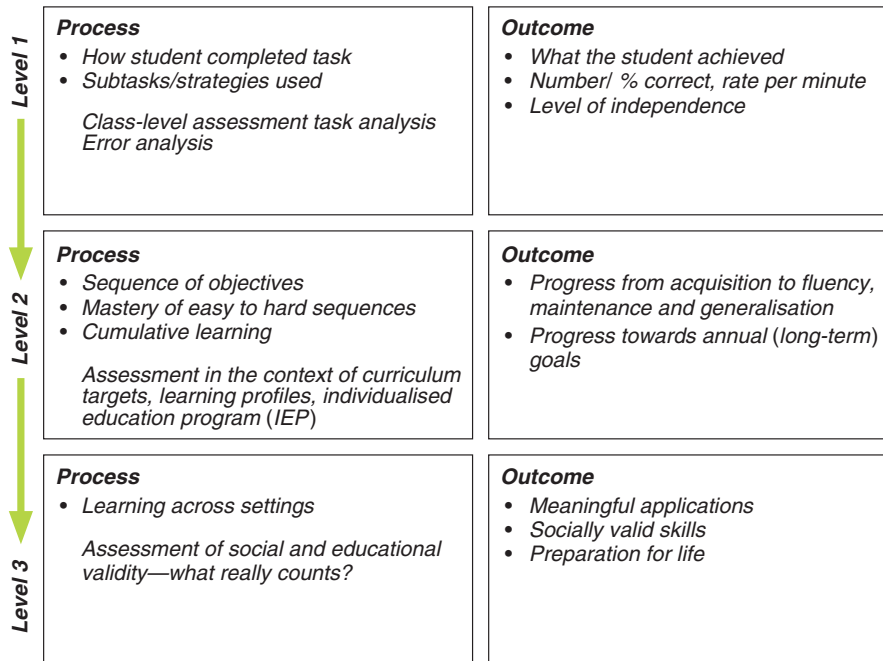 Level 1
Process
• How student completed task
• Subtasks/strategies used
Class-level assessment task analysis
Error analysis
Outcome
• What the student achieved
• Number/ % correct, rate per minute
• Level of independence
Level 2
Process
• Sequence of objectives
• Mastery of easy to hard sequences
• Cumulative learning
Assessment in the context of curriculum
targets, learning profiles, individualised
education program (IEP)
Outcome
• Progress from acquisition to fluency,
maintenance and generalisation
• Progress towards annual (long-term)
goals
Level 3
Process
• Learning across settings
Assessment of social and educational
validity—what really counts?
Outcome
• Meaningful applications
• Socially valid skills
• Preparation for life